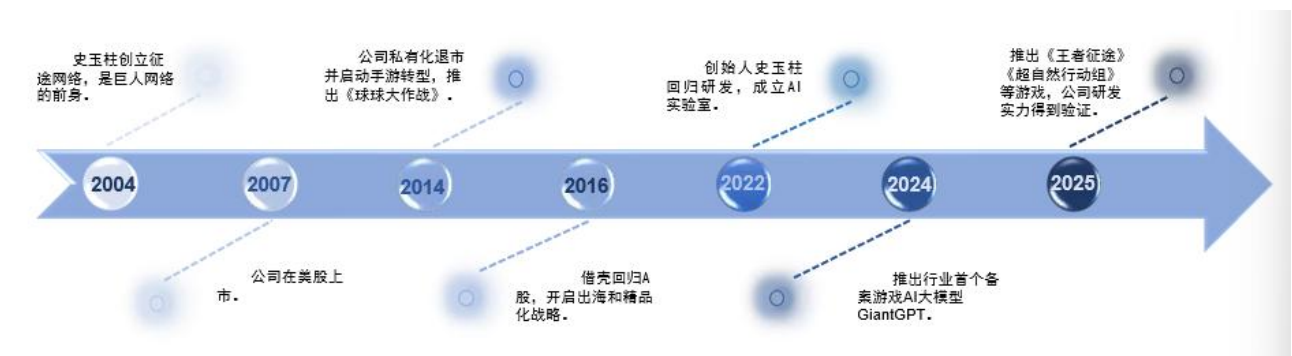 史玉柱创立征
途网络，是巨人网络
的前身．
公司私有化退市
并启动手游转型，推
出《球球大作战》．
创始人史玉柱
回归研发，成立AI
实验室．
推出《王者征途》
《超自然行动组》
等游戏，公司研发
实力得到验证．
2004
2007
2014
2016
2022
2024
2025
公司在美股上
市．
借壳回归A
股，开启出海和精品
化战略．
推出行业首个备
案游戏AI大模型
GiantGPT．